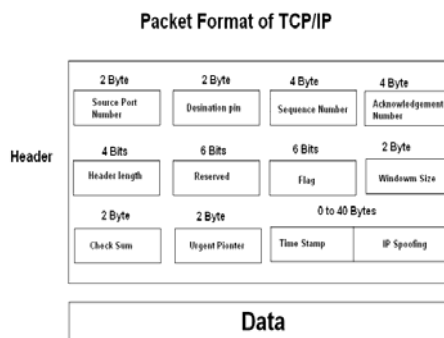 Packet Format of TCP/IP
2 Byte 2 Byte 4 Byte 4 Byte
Source Port Number Desination pin Sequence Number Acknowledgement Number
Header
4 Bits 6 Bits 6 Bits 2 Byte
Header length Reserved Flag Windowm Size
2 Byte 2 Byte 0 to 40 Bytes
Check Sum Urgent Pionter Time Stamp IP Spoofing
Data